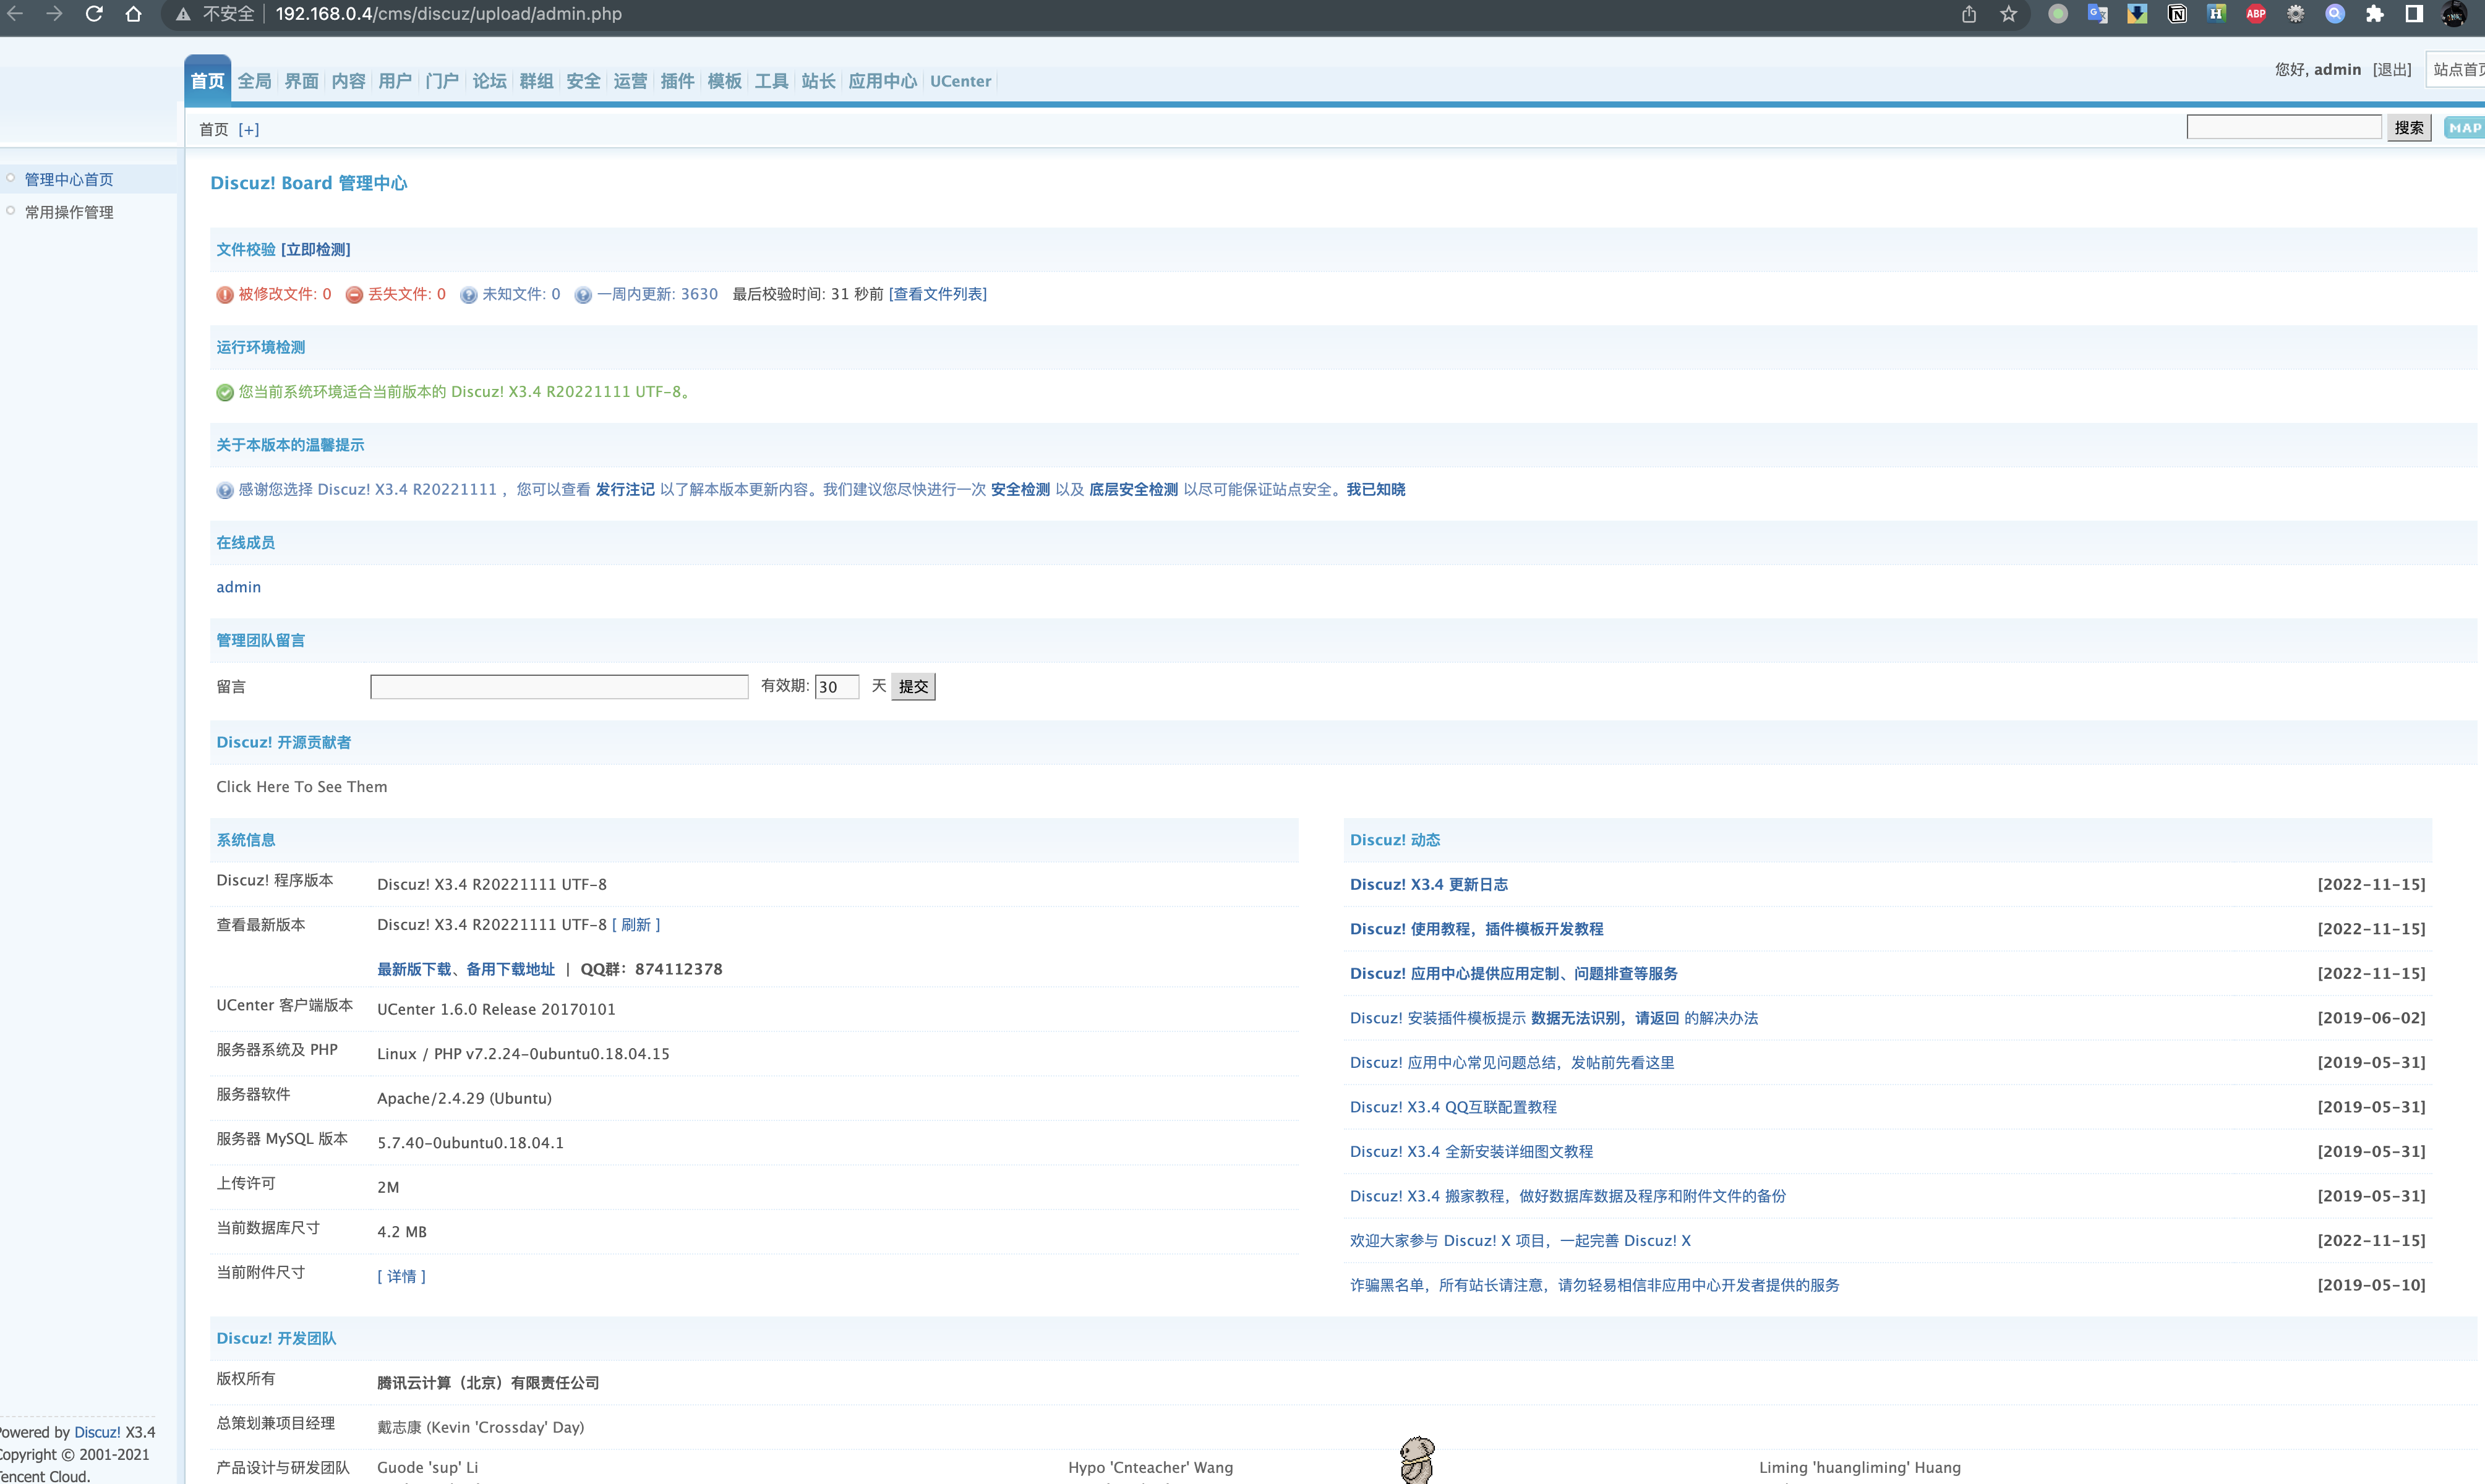 不安全 | 192.168.0.4/cms/discuz/upload/admin.php
首页 全局 界面 内容 用户 门户 论坛 群组 安全 运营 插件 模板 工具 站长 应用中心 UCenter
您好, admin [退出] 站点首页
首页 [+]
搜索 MAP
管理中心首页
常用操作管理
Discuz! Board 管理中心
文件校验 [立即检测]
被修改文件: 0 丢失文件: 0 未知文件: 0 一周内更新: 3630 最后校验时间: 31 秒前 [查看文件列表]
运行环境检测
您当前系统环境适合当前版本的 Discuz! X3.4 R20221111 UTF-8。
关于本版本的温馨提示
感谢您选择 Discuz! X3.4 R20221111 ，您可以查看 发行注记 以了解本版本更新内容。我们建议您尽快进行一次 安全检测 以及 底层安全检测 以尽可能保证站点安全。我已知晓
在线成员
admin
管理团队留言
留言 有效期: 30 天 提交
Discuz! 开源贡献者
Click Here To See Them
系统信息
Discuz! 程序版本 Discuz! X3.4 R20221111 UTF-8
查看最新版本 Discuz! X3.4 R20221111 UTF-8 [ 刷新 ]
最新版下载、备用下载地址 | QQ群：874112378
UCenter 客户端版本 UCenter 1.6.0 Release 20170101
服务器系统及 PHP Linux / PHP v7.2.24-0ubuntu0.18.04.15
服务器软件 Apache/2.4.29 (Ubuntu)
服务器 MySQL 版本 5.7.40-0ubuntu0.18.04.1
上传许可 2M
当前数据库尺寸 4.2 MB
当前附件尺寸 [ 详情 ]
Discuz! 动态
Discuz! X3.4 更新日志 [2022-11-15]
Discuz! 使用教程，插件模板开发教程 [2022-11-15]
Discuz! 应用中心提供应用定制、问题排查等服务 [2022-11-15]
Discuz! 安装插件模板提示 数据无法识别，请返回 的解决办法 [2019-06-02]
Discuz! 应用中心常见问题总结，发帖前先看这里 [2019-05-31]
Discuz! X3.4 QQ互联配置教程 [2019-05-31]
Discuz! X3.4 全新安装详细图文教程 [2019-05-31]
Discuz! X3.4 搬家教程，做好数据库数据及程序和附件文件的备份 [2019-05-31]
欢迎大家参与 Discuz! X 项目，一起完善 Discuz! X [2022-11-15]
诈骗黑名单，所有站长请注意，请勿轻易相信非应用中心开发者提供的服务 [2019-05-10]
Discuz! 开发团队
版权所有 腾讯云计算（北京）有限责任公司
总策划兼项目经理 戴志康 (Kevin 'Crossday' Day)
产品设计与研发团队 Guode 'sup' Li Hypo 'Cnteacher' Wang Liming 'huangliming' Huang
Powered by Discuz! X3.4
Copyright © 2001-2021
Tencent Cloud.